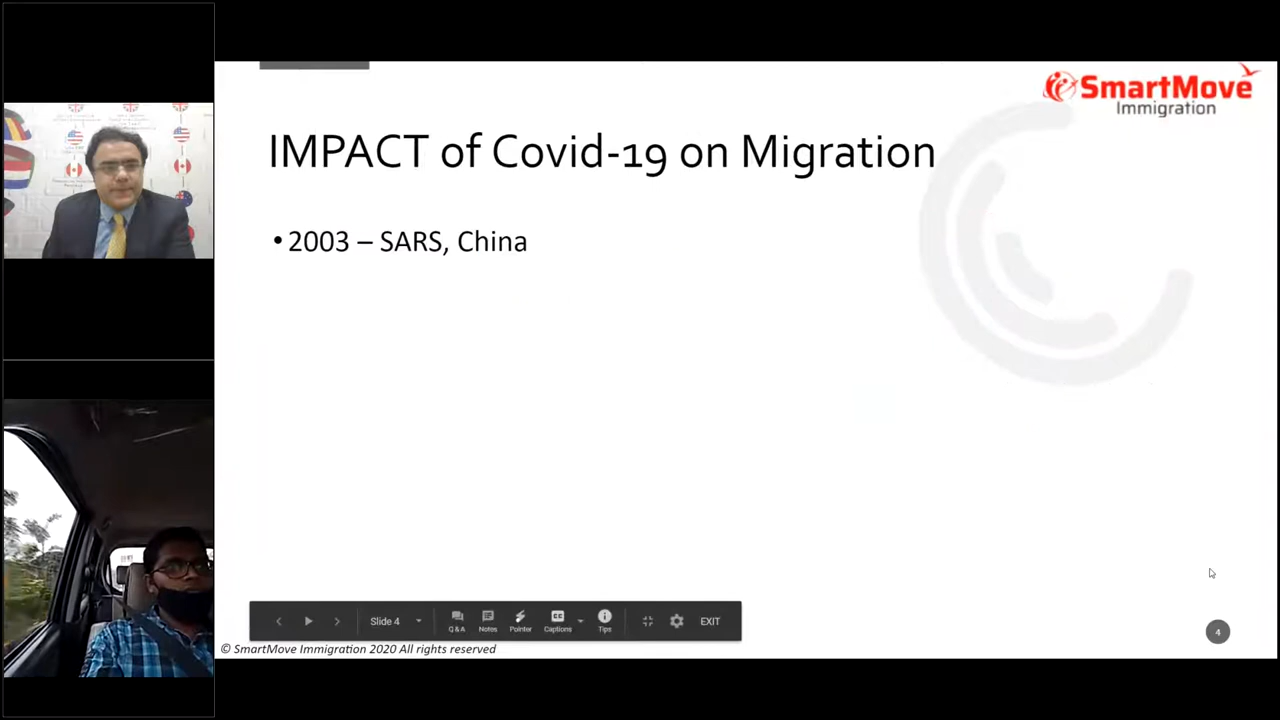 SmartMove
Immigration
IMPACT of Covid-19 on Migration
• 2003 – SARS, China
Slide 4
Q & A
Notes
Pointer
Captions
Tips
EXIT
4
© SmartMove Immigration 2020 All rights reserved